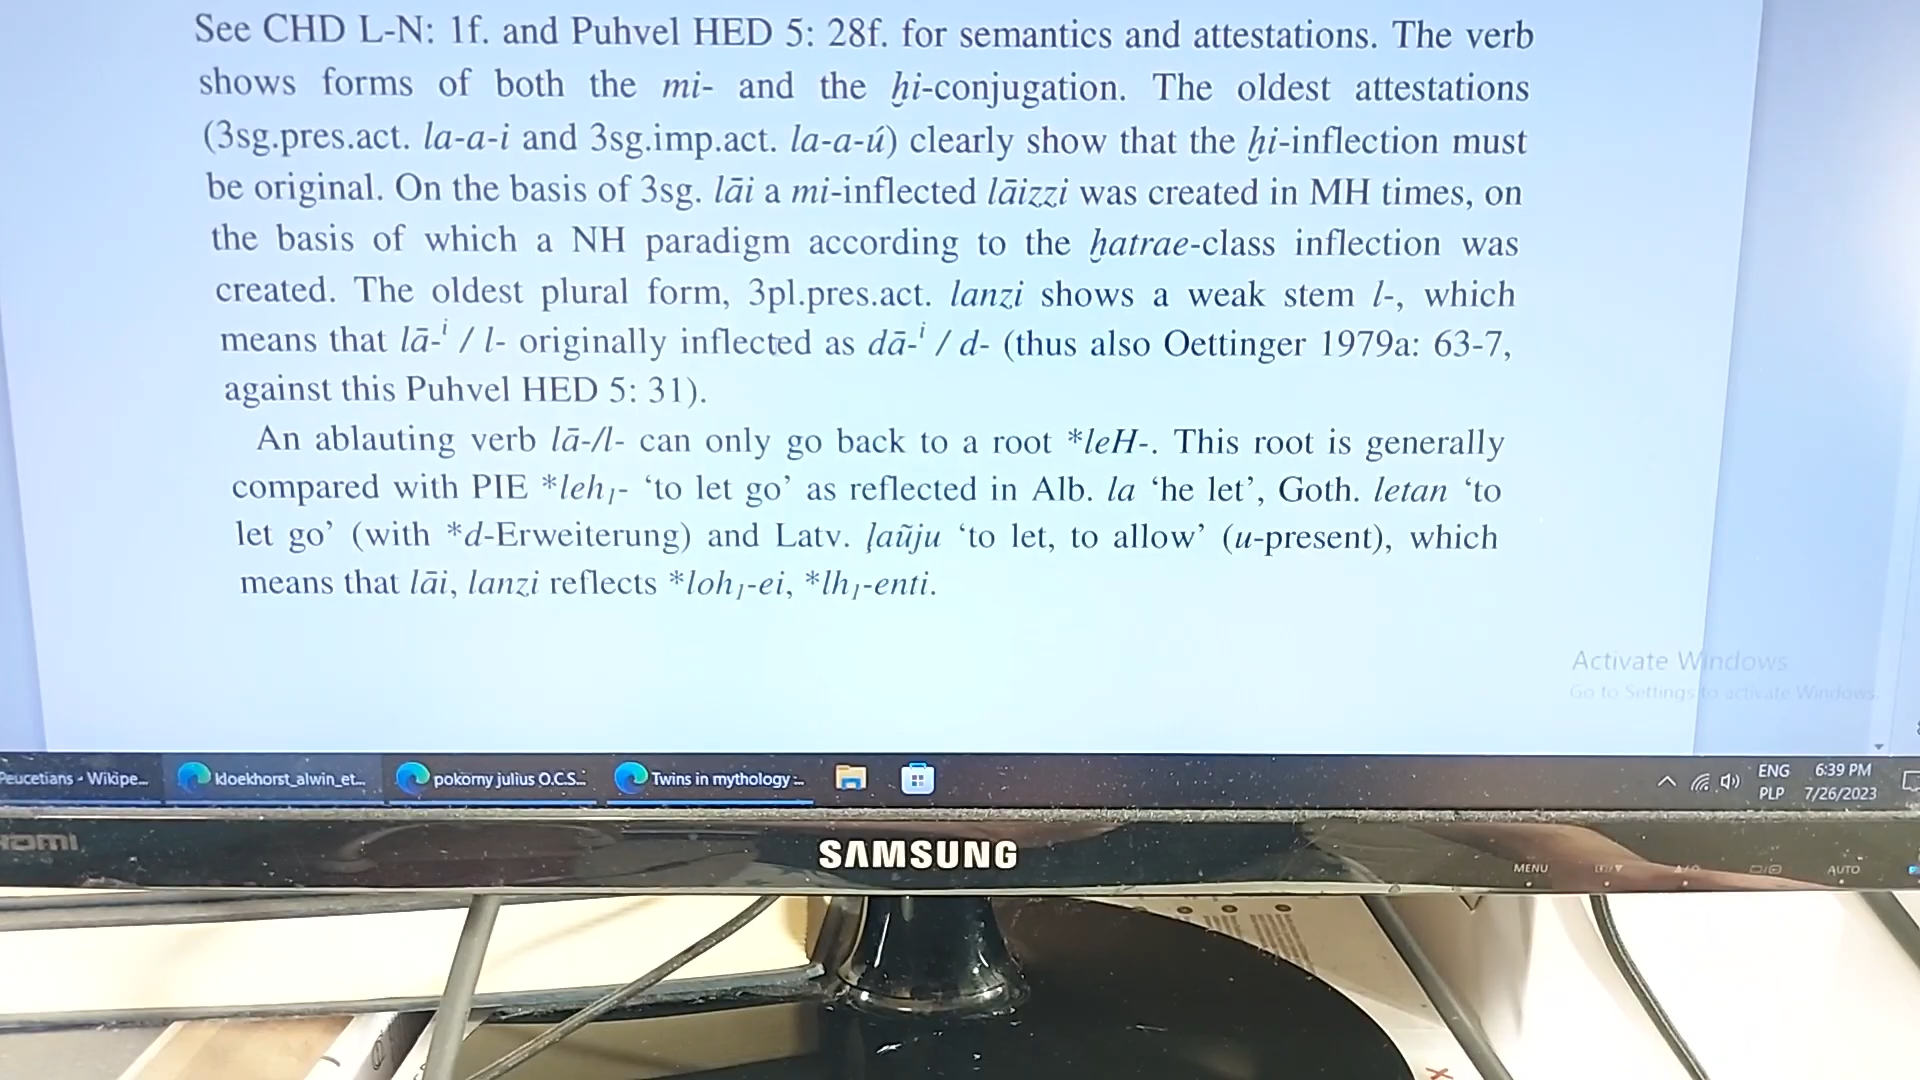 See CHD L-N: 1f. and Puhvel HED 5: 28f. for semantics and attestations. The verb
shows forms of both the mi- and the ḫi-conjugation. The oldest attestations
(3sg.pres.act. la-a-i and 3sg.imp.act. la-a-ú) clearly show that the ḫi-inflection must
be original. On the basis of 3sg. lāi a mi-inflected lāizzi was created in MH times, on
the basis of which a NH paradigm according to the ḫatrae-class inflection was
created. The oldest plural form, 3pl.pres.act. lanzi shows a weak stem l-, which
means that lā-ⁱ / l- originally inflected as dā-ⁱ / d- (thus also Oettinger 1979a: 63-7,
against this Puhvel HED 5: 31).
An ablauting verb lā-/l- can only go back to a root *leH-. This root is generally
compared with PIE *leh₁- ‘to let go’ as reflected in Alb. la ‘he let’, Goth. letan ‘to
let go’ (with *d-Erweiterung) and Latv. ļaũju ‘to let, to allow’ (u-present), which
means that lāi, lanzi reflects *loh₁-ei, *lh₁-enti.
Activate Windows
Go to Settings to activate Windows.
Peucetians - Wikipe...
kloekhorst_alwin_et...
pokorny julius O.C.S...
Twins in mythology -...
ENG
PLP
6:39 PM
7/26/2023
HDMI
SAMSUNG
MENU
AUTO